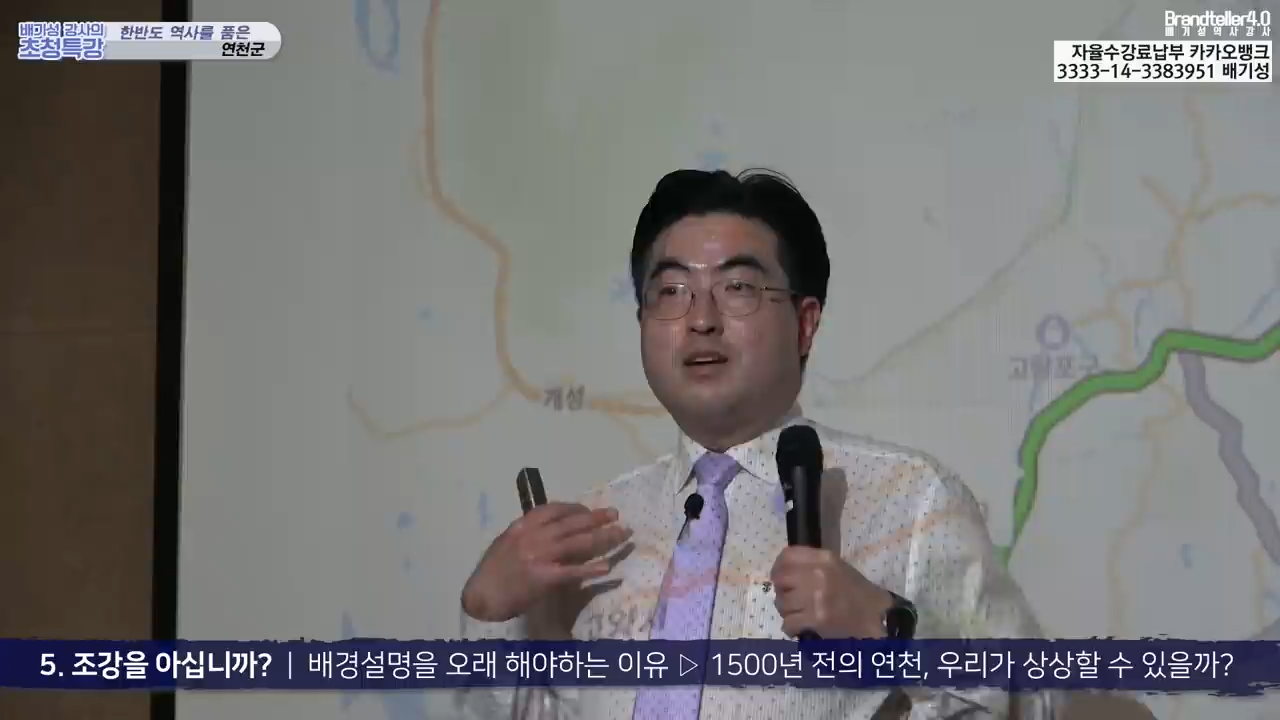 배기성 강사의
초청특강
한반도 역사를 품은
연천군
Brandteller4.0
배기성역사강사
자율수강료납부 카카오뱅크
3333-14-3383951 배기성
고랑포구
개성
5. 조강을 아십니까? | 배경설명을 오래 해야하는 이유 ▷ 1500년 전의 연천, 우리가 상상할 수 있을까?